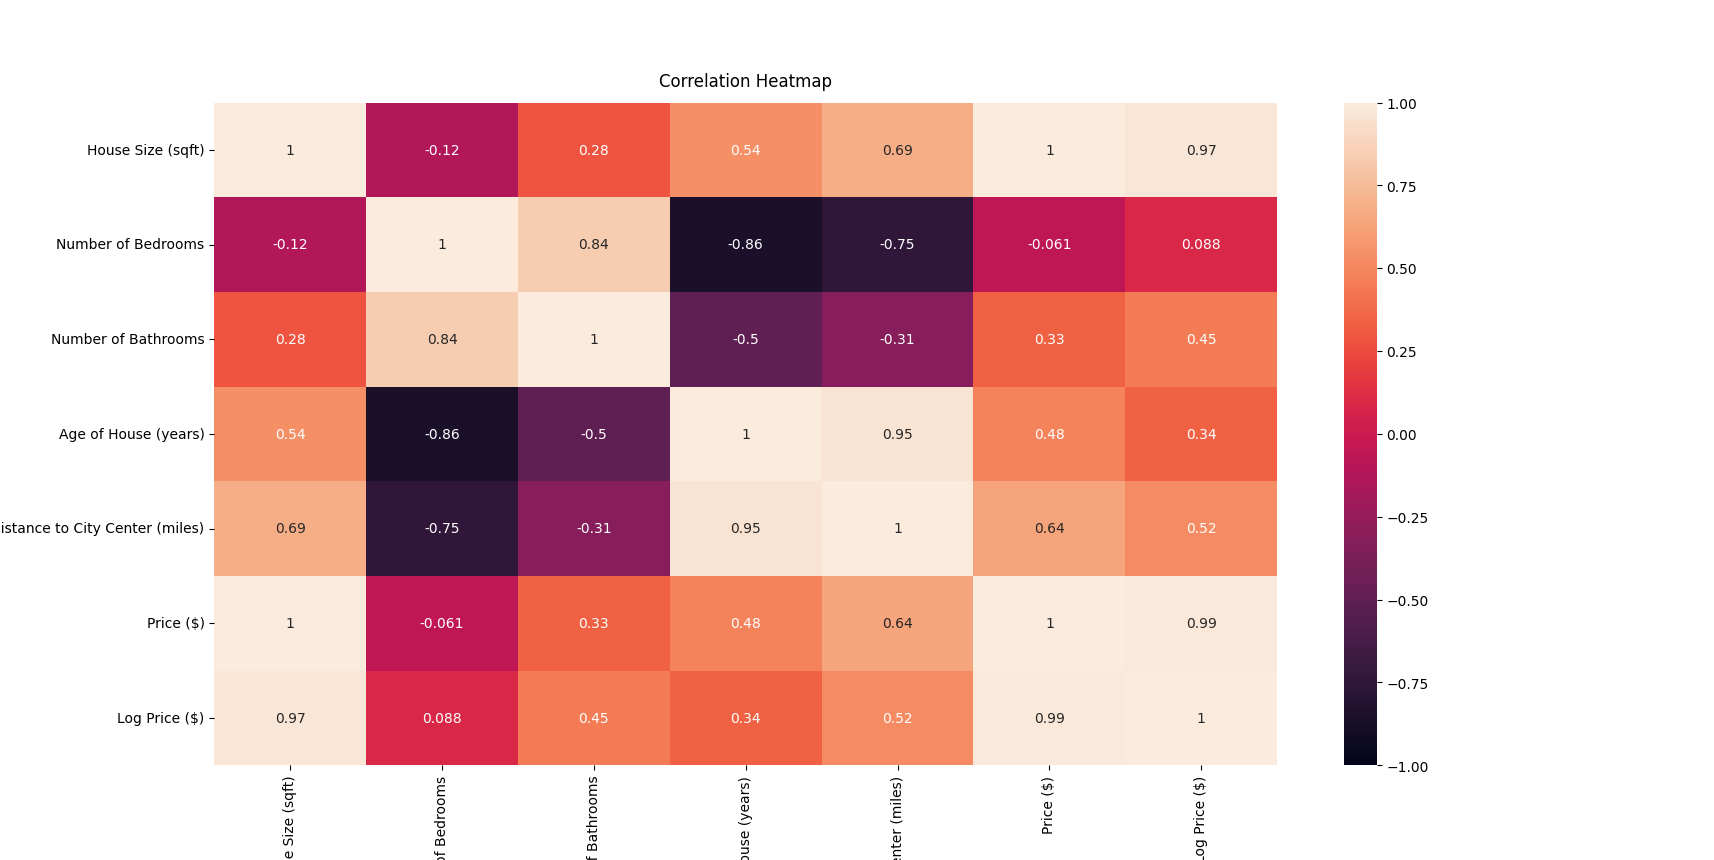 Correlation Heatmap
House Size (sqft) 1 -0.12 0.28 0.54 0.69 1 0.97
Number of Bedrooms -0.12 1 0.84 -0.86 -0.75 -0.061 0.088
Number of Bathrooms 0.28 0.84 1 -0.5 -0.31 0.33 0.45
Age of House (years) 0.54 -0.86 -0.5 1 0.95 0.48 0.34
istance to City Center (miles) 0.69 -0.75 -0.31 0.95 1 0.64 0.52
Price ($) 1 -0.061 0.33 0.48 0.64 1 0.99
Log Price ($) 0.97 0.088 0.45 0.34 0.52 0.99 1
e Size (sqft)
of Bedrooms
f Bathrooms
ouse (years)
enter (miles)
Price ($)
Log Price ($)
1.00
0.75
0.50
0.25
0.00
−0.25
−0.50
−0.75
−1.00